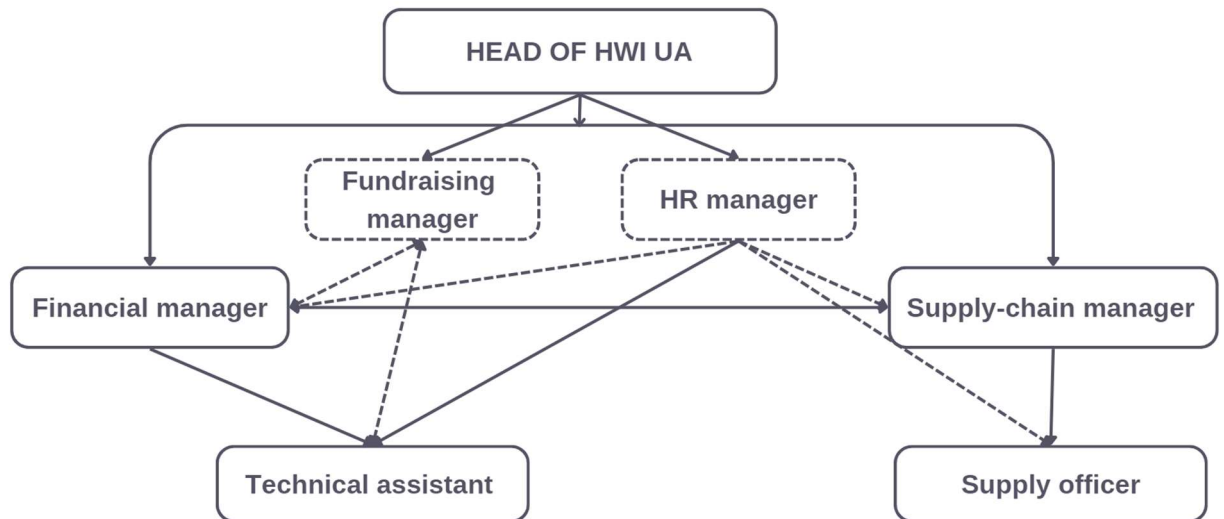 HEAD OF HWI UA
Fundraising
manager
HR manager
Financial manager
Supply-chain manager
Technical assistant
Supply officer